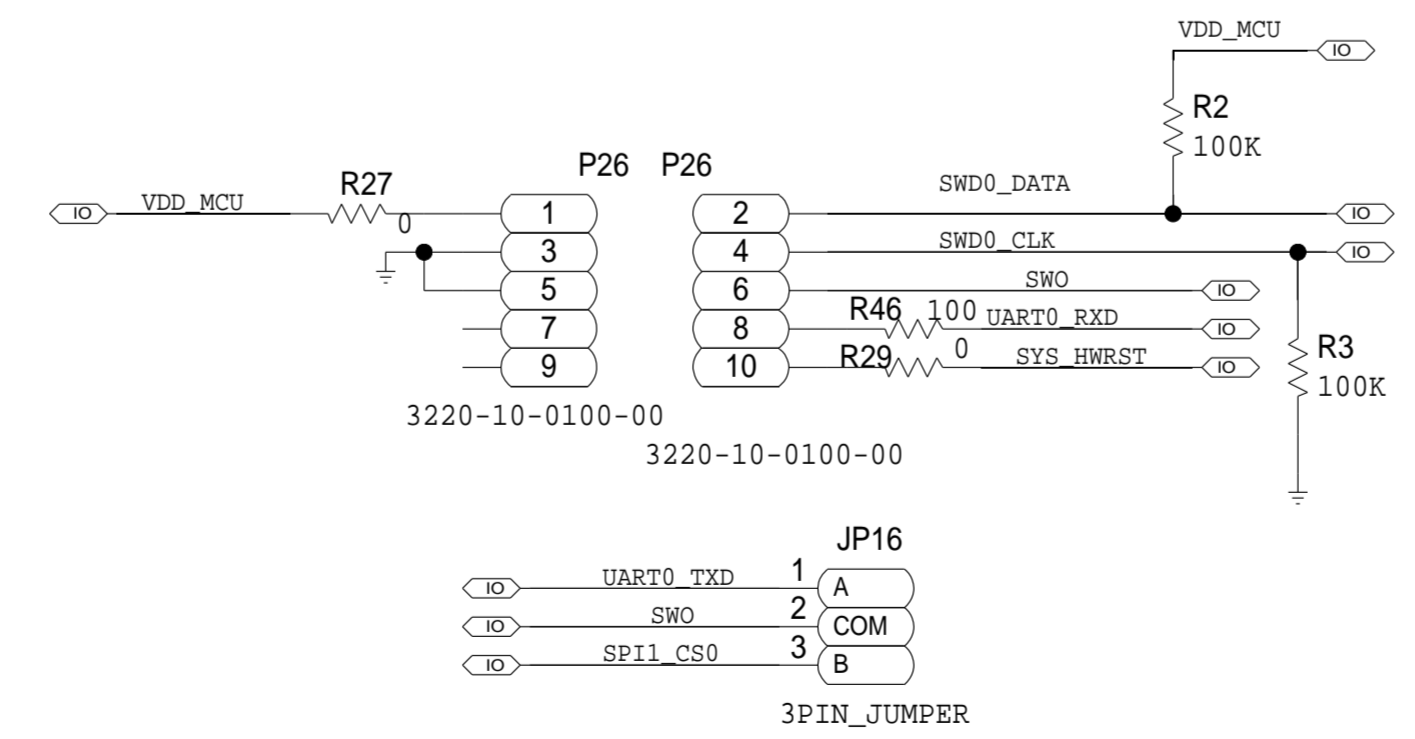 VDD_MCU
IO
R2
100K
P26 P26
R27
VDD_MCU
IO
0
SWD0_DATA
1 2
IO
SWD0_CLK
3 4
IO
SWO
5 6
IO
R46 100 UART0_RXD
7 8
IO
R29 0 SYS_HWRST
9 10
IO
R3
100K
3220-10-0100-00
3220-10-0100-00
JP16
IO UART0_TXD 1 A
IO SWO 2 COM
IO SPI1_CS0 3 B
3PIN_JUMPER